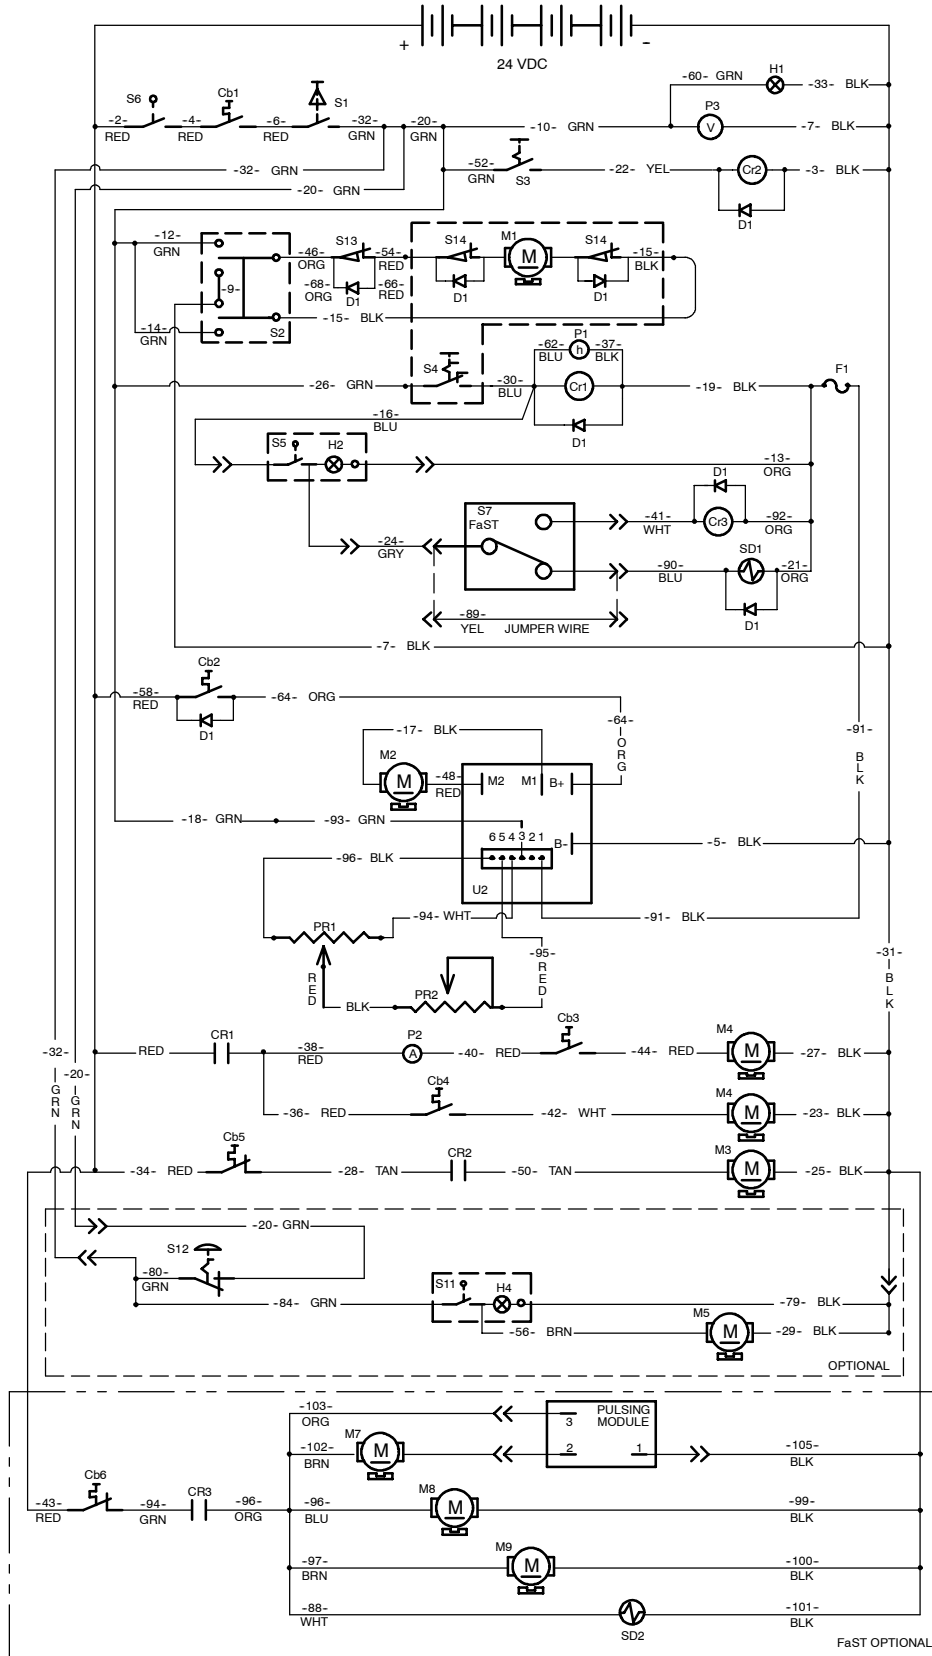 +
-
24 VDC
-60- GRN
H1
-33- BLK
S6
Cb1
S1
P3
-2-
RED
-4-
RED
-6-
RED
-32-
GRN
-20-
GRN
-10- GRN
V
-7- BLK
-32- GRN
-52-
GRN
S3
-22- YEL
Cr2
-3- BLK
-20- GRN
D1
-12-
GRN
-46-
ORG
S13
-54-
RED
S14
M1
M
S14
-15-
BLK
-9-
-68-
ORG
D1
-66-
RED
D1
D1
-14-
GRN
S2
-15- BLK
P1
-62-
BLU
h
-37-
BLK
S4
F1
-26- GRN
-30-
BLU
Cr1
-19- BLK
-16-
BLU
D1
S5
H2
-13-
ORG
D1
S7
FaST
-41-
WHT
Cr3
-92-
ORG
-24-
GRY
SD1
-90-
BLU
-21-
ORG
-89-
YEL
JUMPER WIRE
D1
-7- BLK
Cb2
-58-
RED
-64- ORG
D1
-64-
ORG
-17- BLK
-91-
BLK
M2
M
-48-
RED
M2
M1
B+
-18- GRN
-93- GRN
6 5 4 3 2 1
B-
-5- BLK
-96- BLK
U2
-94- WHT
-91- BLK
PR1
-95-
RED
-31-
BLK
RED
PR2
BLK
Cb3
CR1
P2
M4
-32-
GRN
RED
-38-
RED
A
-40- RED
-44- RED
M
-27- BLK
-20-
GRN
Cb4
M4
-36- RED
-42- WHT
M
-23- BLK
Cb5
CR2
M3
-34- RED
-28- TAN
-50- TAN
M
-25- BLK
-20- GRN
S12
-80-
GRN
S11
H4
-84- GRN
-79- BLK
M5
-56- BRN
M
-29- BLK
OPTIONAL
-103-
ORG
3
PULSING
MODULE
M7
-102-
BRN
M
2
1
-105-
BLK
Cb6
CR3
M8
-43-
RED
-94-
GRN
-96-
ORG
-96-
BLU
M
-99-
BLK
M9
-97-
BRN
M
-100-
BLK
-88-
WHT
SD2
-101-
BLK
FaST OPTIONAL